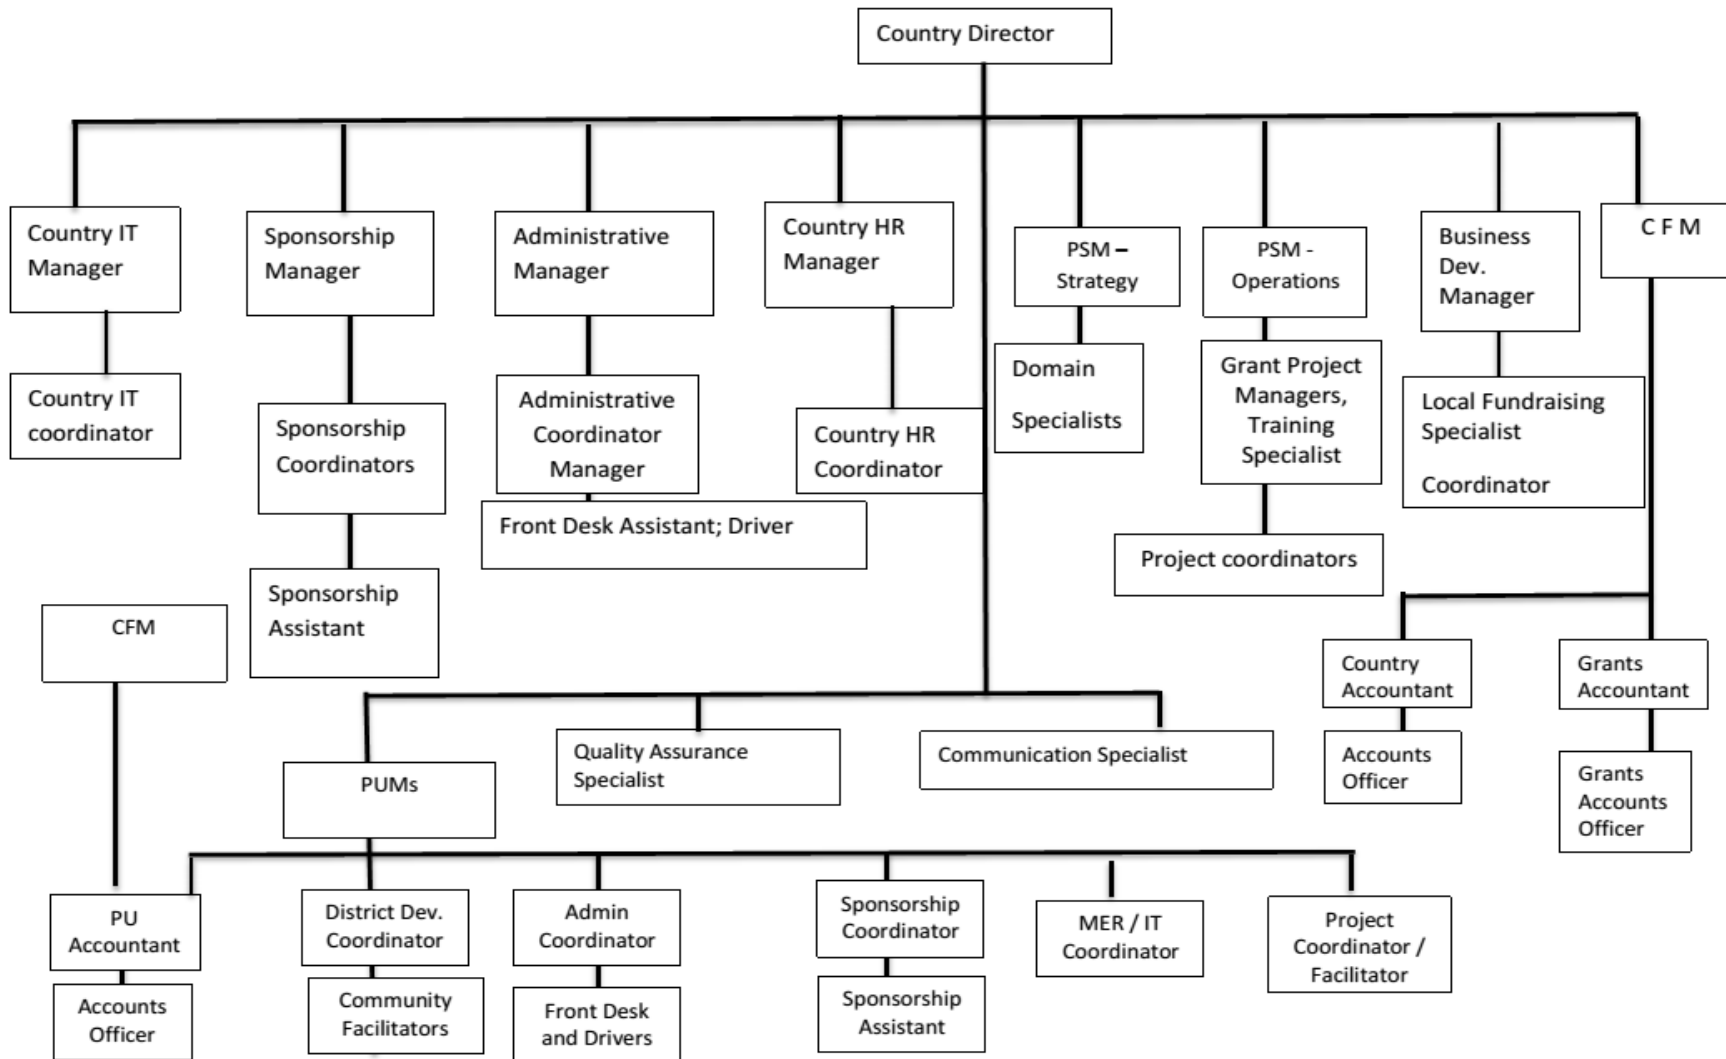 Country Director
Country IT
Manager
Sponsorship
Manager
Administrative
Manager
Country HR
Manager
PSM –
Strategy
PSM -
Operations
Business
Dev.
Manager
C F M
Country IT
coordinator
Sponsorship
Coordinators
Administrative
Coordinator
Manager
Country HR
Coordinator
Domain
Specialists
Grant Project
Managers,
Training
Specialist
Local Fundraising
Specialist
Coordinator
Front Desk Assistant; Driver
Project coordinators
Sponsorship
Assistant
CFM
Country
Accountant
Grants
Accountant
PUMs
Quality Assurance
Specialist
Communication Specialist
Accounts
Officer
Grants
Accounts
Officer
PU
Accountant
District Dev.
Coordinator
Admin
Coordinator
Sponsorship
Coordinator
MER / IT
Coordinator
Project
Coordinator /
Facilitator
Accounts
Officer
Community
Facilitators
Front Desk
and Drivers
Sponsorship
Assistant